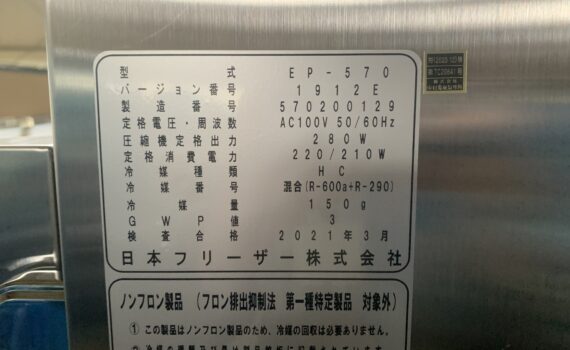 型式 EP-570
バージョン番号 1912E
製造番号 570200129
定格電圧・周波数 AC100V 50/60Hz
圧縮機定格出力 280W
定格消費電力 220/210W
冷媒種類 HC
冷媒番号 混合(R-600a+R-290)
冷媒量 150g
GWP値 3
検査合格 2021年3月
日本フリーザー株式会社
ノンフロン製品 (フロン排出抑制法 第一種特定製品 対象外)
① この製品はノンフロン製品のため、冷媒の回収は必要ありません。